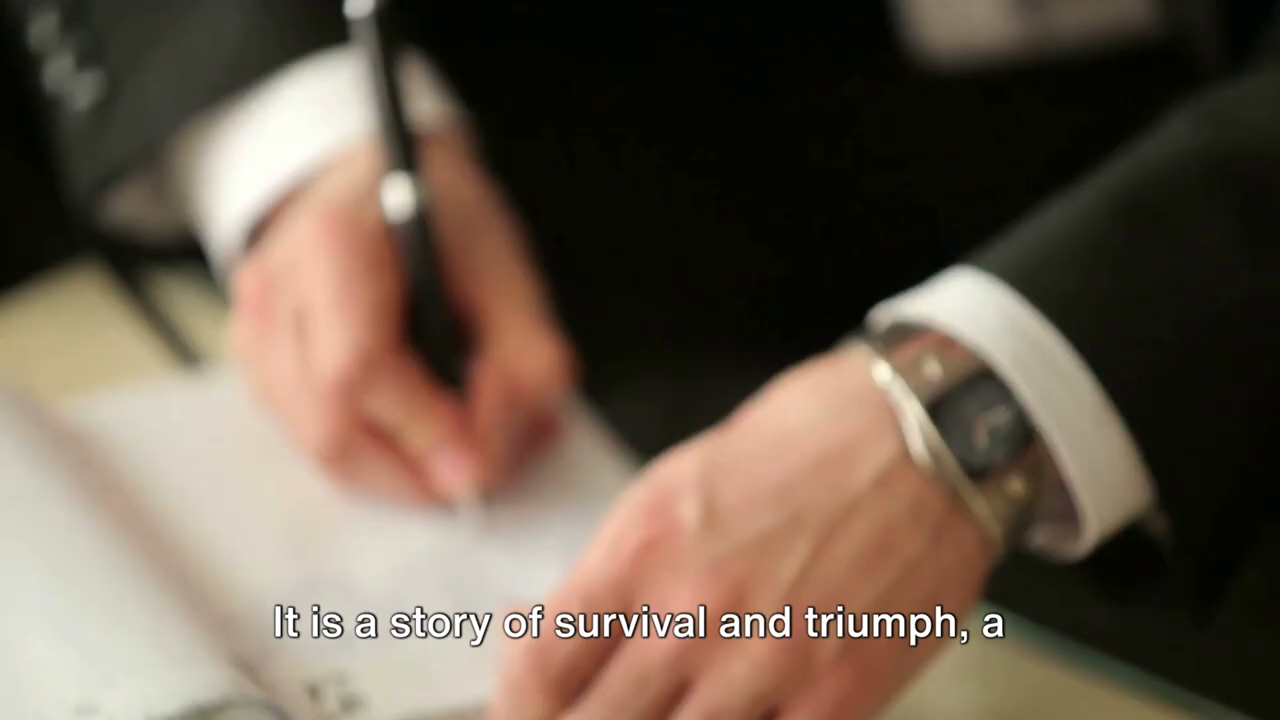 It is a story of survival and triumph, a